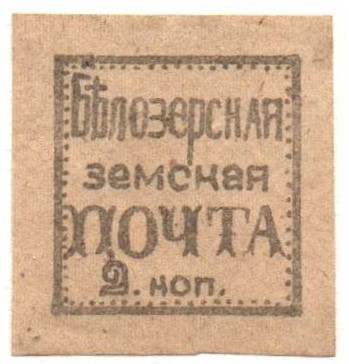 Бѣлозерская
земская
ПОЧТА
2. коп.